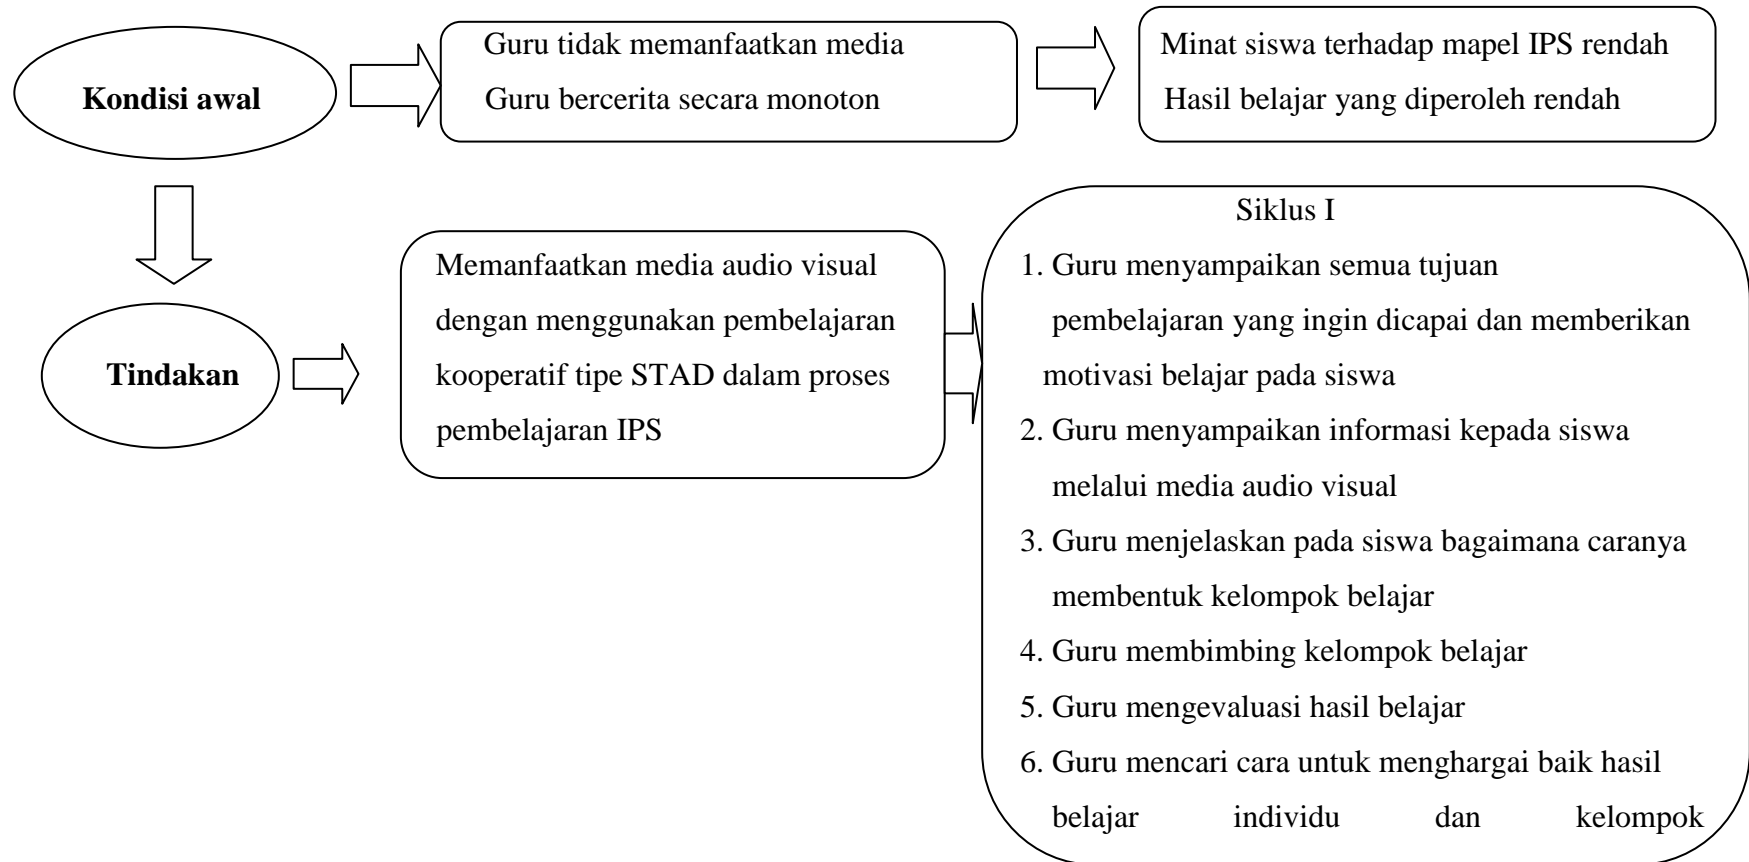 Kondisi awal
Guru tidak memanfaatkan media
Guru bercerita secara monoton
Minat siswa terhadap mapel IPS rendah
Hasil belajar yang diperoleh rendah
Tindakan
Memanfaatkan media audio visual
dengan menggunakan pembelajaran
kooperatif tipe STAD dalam proses
pembelajaran IPS
Siklus I
1. Guru menyampaikan semua tujuan
pembelajaran yang ingin dicapai dan memberikan
motivasi belajar pada siswa
2. Guru menyampaikan informasi kepada siswa
melalui media audio visual
3. Guru menjelaskan pada siswa bagaimana caranya
membentuk kelompok belajar
4. Guru membimbing kelompok belajar
5. Guru mengevaluasi hasil belajar
6. Guru mencari cara untuk menghargai baik hasil
belajar individu dan kelompok